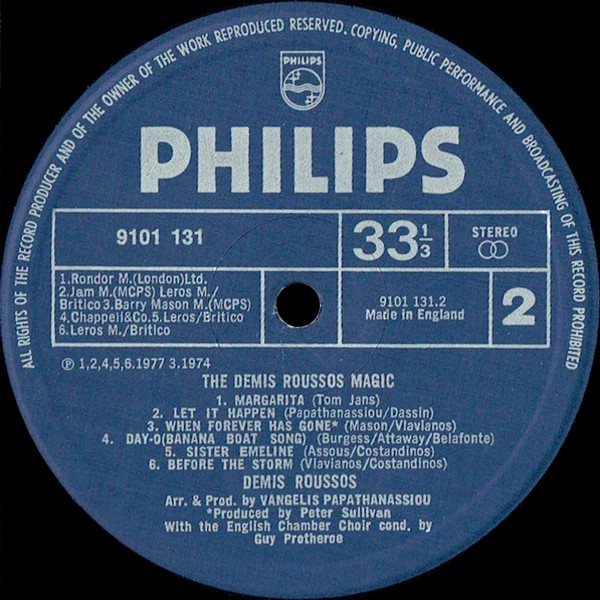 ALL RIGHTS OF THE RECORD PRODUCER AND OF THE OWNER OF THE WORK REPRODUCED RESERVED. COPYING, PUBLIC PERFORMANCE AND BROADCASTING OF THIS RECORD PROHIBITED
PHILIPS
PHILIPS
9101 131
33 1/3
STEREO
1.Rondor M.(London)Ltd.
2.Jam M.(MCPS) Leros M./
Britico 3.Barry Mason M.(MCPS)
4.Chappell&Co.5.Leros/Britico
6.Leros M./Britico
9101 131.2
Made in England
2
Ⓟ 1,2,4,5,6.1977 3.1974
THE DEMIS ROUSSOS MAGIC
1. MARGARITA (Tom Jans)
2. LET IT HAPPEN (Papathanassiou/Dassin)
3. WHEN FOREVER HAS GONE* (Mason/Vlavianos)
4. DAY-O(BANANA BOAT SONG) (Burgess/Attaway/Belafonte)
5. SISTER EMELINE (Assous/Costandinos)
6. BEFORE THE STORM (Vlavianos/Costandinos)
DEMIS ROUSSOS
Arr. & Prod. by VANGELIS PAPATHANASSIOU
*Produced by Peter Sullivan
With the English Chamber Choir cond. by
Guy Protheroe